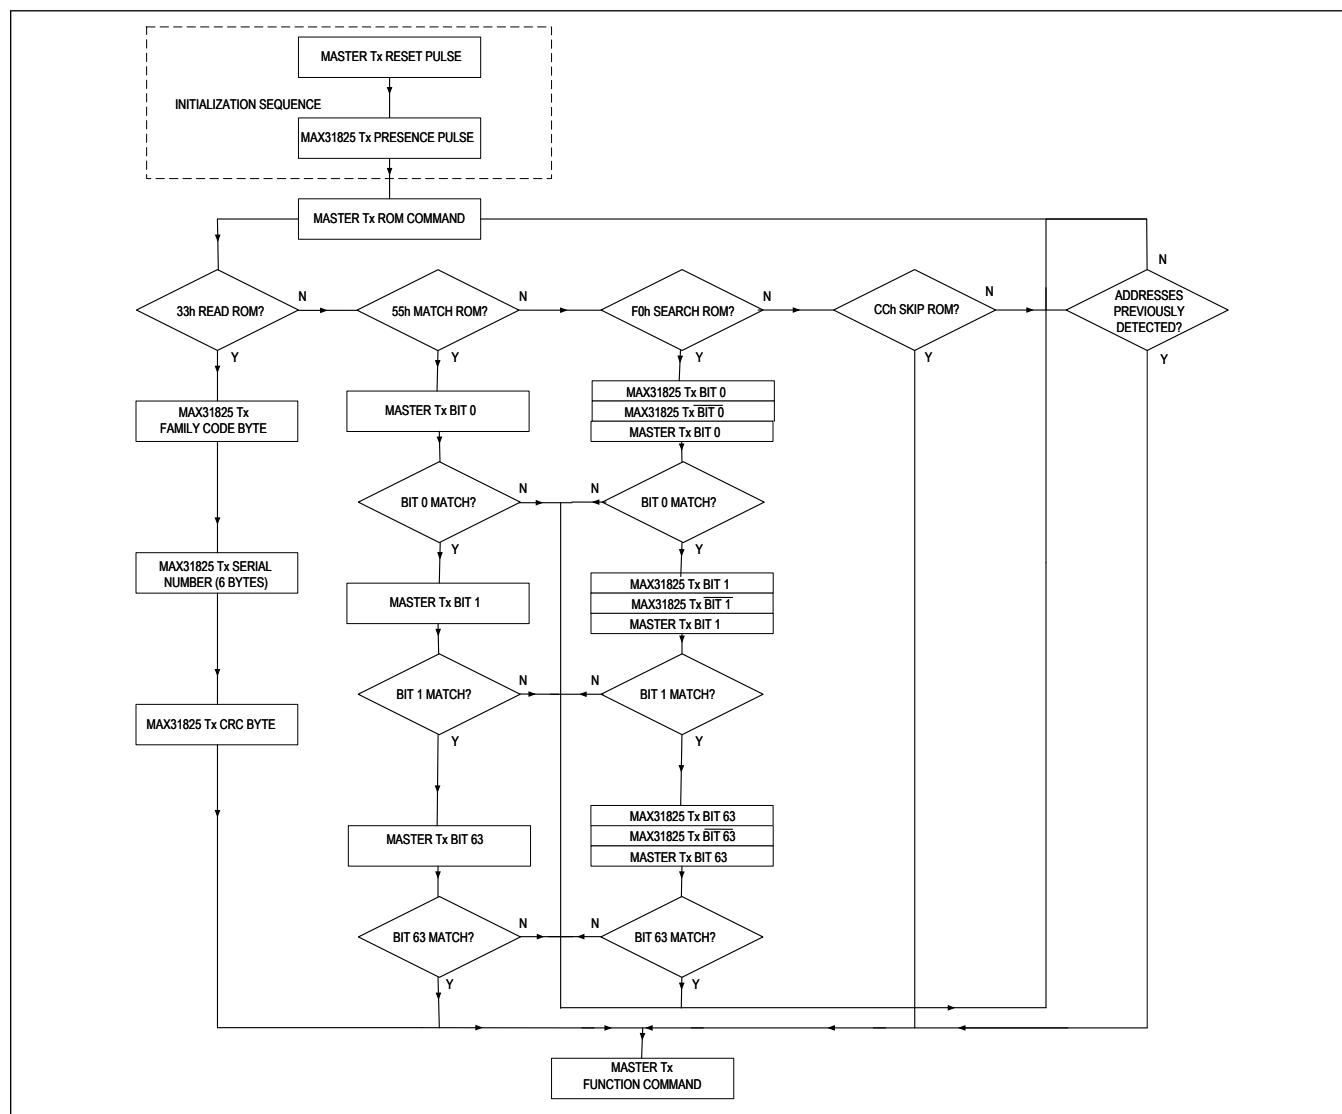 MASTER Tx RESET PULSE
INITIALIZATION SEQUENCE
MAX31825 Tx PRESENCE PULSE
MASTER Tx ROM COMMAND
N
33h READ ROM?
N
55h MATCH ROM?
N
F0h SEARCH ROM?
N
CCh SKIP ROM?
N
ADDRESSES
PREVIOUSLY
DETECTED?
Y
Y
Y
Y
Y
MAX31825 Tx
FAMILY CODE BYTE
MASTER Tx BIT 0
MAX31825 Tx BIT 0
MAX31825 Tx B̅I̅T̅ ̅0̅
MASTER Tx BIT 0
BIT 0 MATCH?
N
N
BIT 0 MATCH?
Y
Y
MAX31825 Tx SERIAL
NUMBER (6 BYTES)
MASTER Tx BIT 1
MAX31825 Tx BIT 1
MAX31825 Tx B̅I̅T̅ ̅1̅
MASTER Tx BIT 1
BIT 1 MATCH?
N
N
BIT 1 MATCH?
Y
Y
MAX31825 Tx CRC BYTE
MASTER Tx BIT 63
MAX31825 Tx BIT 63
MAX31825 Tx B̅I̅T̅ ̅6̅3̅
MASTER Tx BIT 63
BIT 63 MATCH?
N
N
BIT 63 MATCH?
Y
Y
MASTER Tx
FUNCTION COMMAND